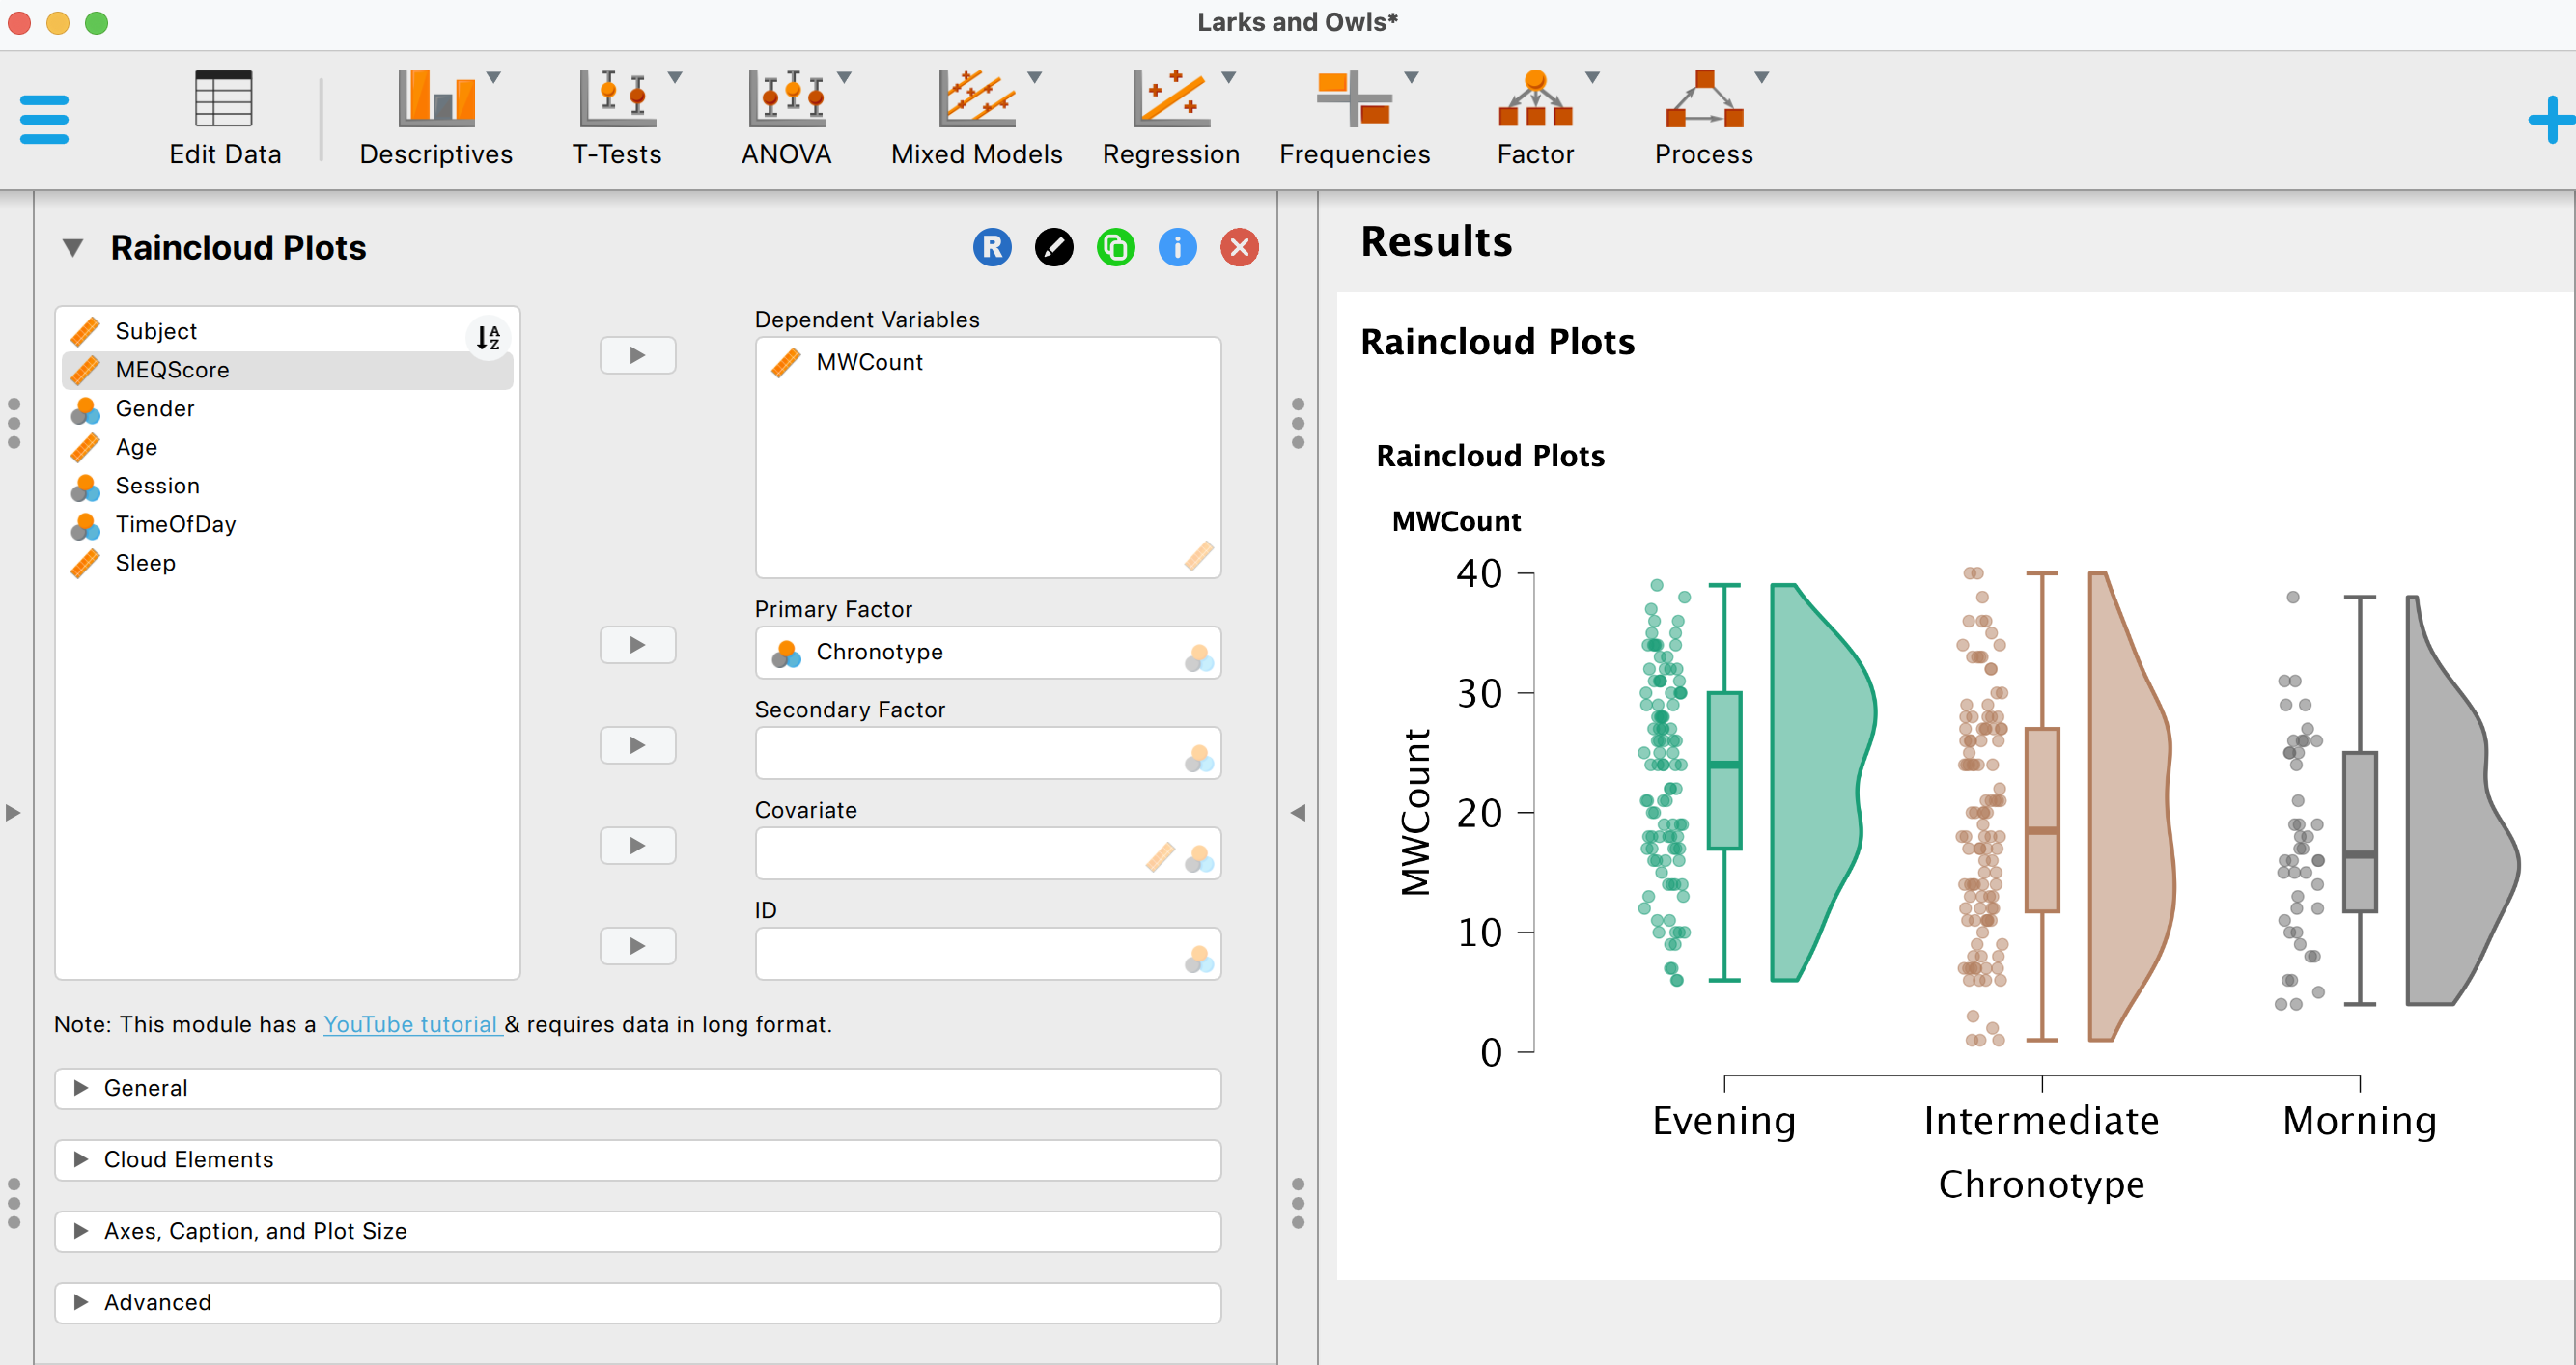 Larks and Owls*
Edit Data
Descriptives
T-Tests
ANOVA
Mixed Models
Regression
Frequencies
Factor
Process
Raincloud Plots
R
i
Subject
A
Z
MEQScore
Gender
Age
Session
TimeOfDay
Sleep
Dependent Variables
MWCount
Primary Factor
Chronotype
Secondary Factor
Covariate
ID
Note: This module has a YouTube tutorial & requires data in long format.
General
Cloud Elements
Axes, Caption, and Plot Size
Advanced
Results
Raincloud Plots
Raincloud Plots
MWCount
40
30
20
10
0
MWCount
Evening
Intermediate
Morning
Chronotype